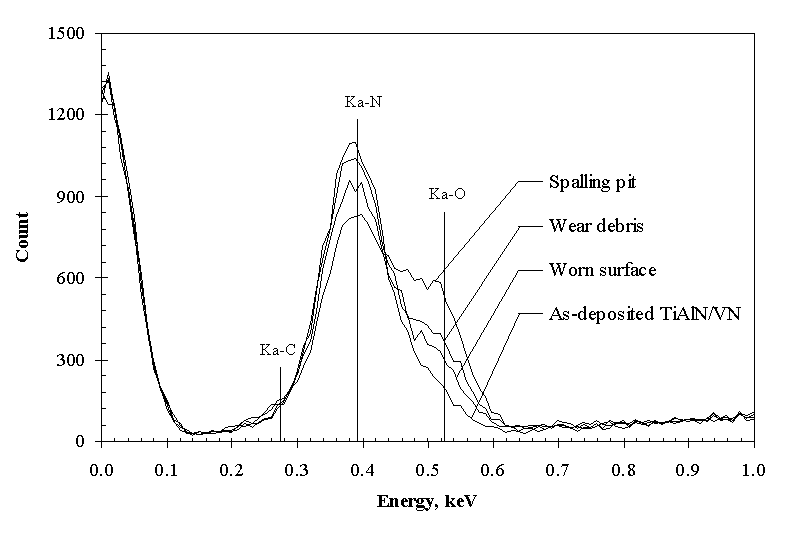 1500
1200
900
600
300
0
Count
Ka-N
Ka-O
Ka-C
Spalling pit
Wear debris
Worn surface
As-deposited TiAlN/VN
0.0 0.1 0.2 0.3 0.4 0.5 0.6 0.7 0.8 0.9 1.0
Energy, keV